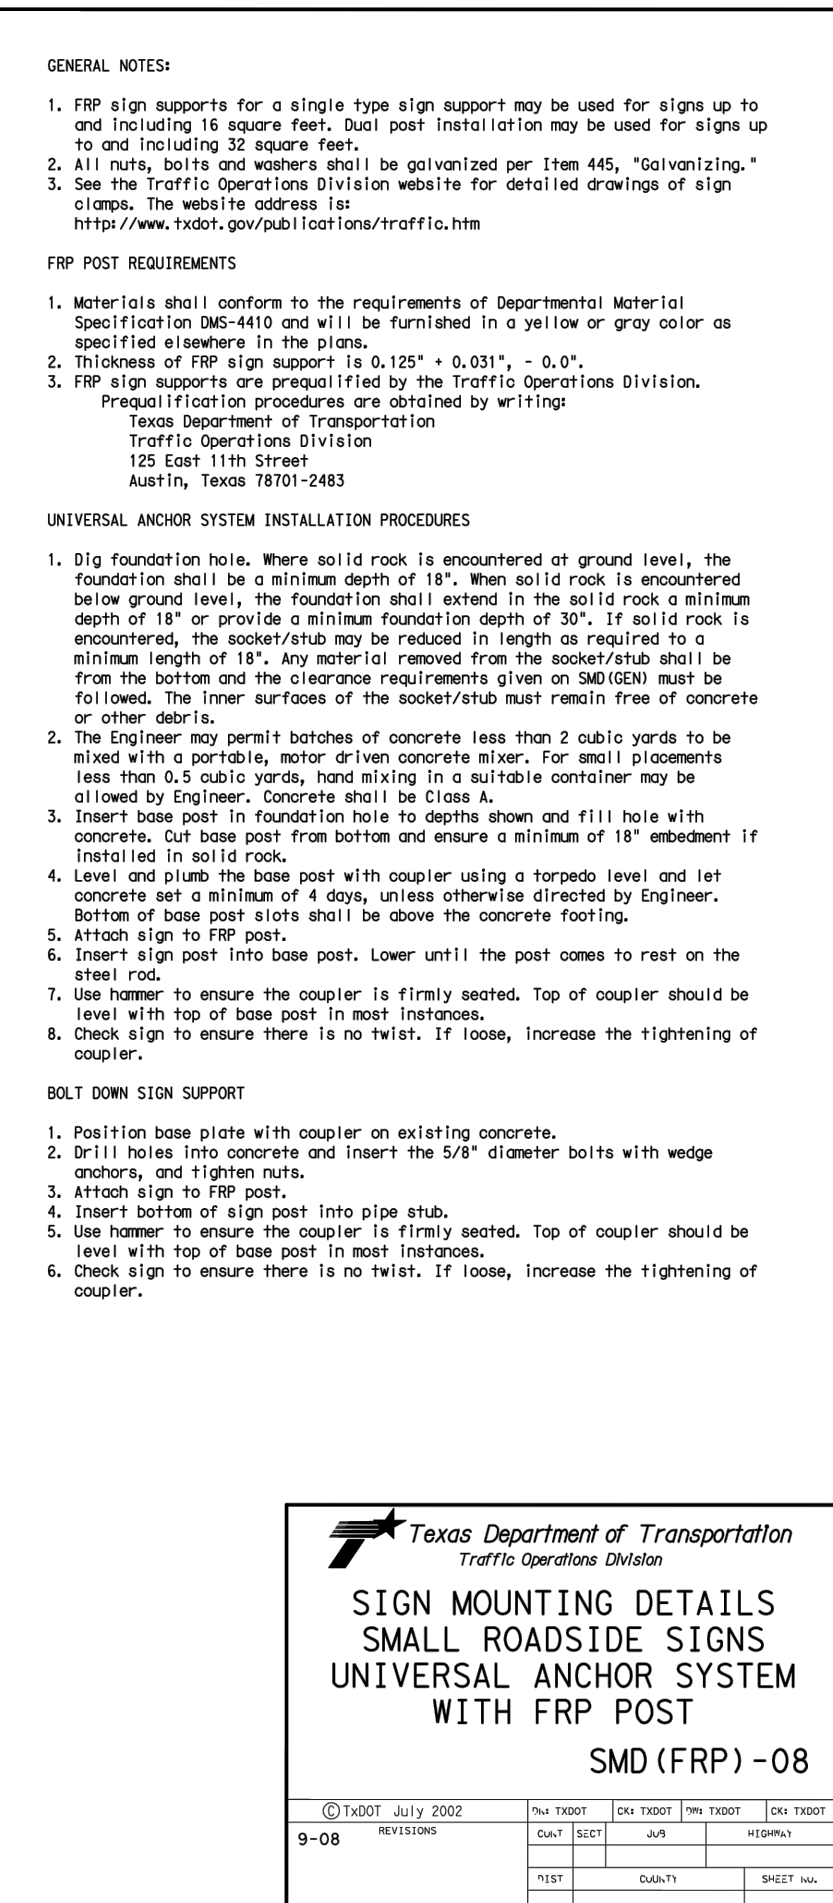 GENERAL NOTES:
1. FRP sign supports for a single type sign support may be used for signs up to
and including 16 square feet. Dual post installation may be used for signs up
to and including 32 square feet.
2. All nuts, bolts and washers shall be galvanized per Item 445, "Galvanizing."
3. See the Traffic Operations Division website for detailed drawings of sign
clamps. The website address is:
http://www.txdot.gov/publications/traffic.htm
FRP POST REQUIREMENTS
1. Materials shall conform to the requirements of Departmental Material
Specification DMS-4410 and will be furnished in a yellow or gray color as
specified elsewhere in the plans.
2. Thickness of FRP sign support is 0.125" + 0.031", - 0.0".
3. FRP sign supports are prequalified by the Traffic Operations Division.
Prequalification procedures are obtained by writing:
Texas Department of Transportation
Traffic Operations Division
125 East 11th Street
Austin, Texas 78701-2483
UNIVERSAL ANCHOR SYSTEM INSTALLATION PROCEDURES
1. Dig foundation hole. Where solid rock is encountered at ground level, the
foundation shall be a minimum depth of 18". When solid rock is encountered
below ground level, the foundation shall extend in the solid rock a minimum
depth of 18" or provide a minimum foundation depth of 30". If solid rock is
encountered, the socket/stub may be reduced in length as required to a
minimum length of 18". Any material removed from the socket/stub shall be
from the bottom and the clearance requirements given on SMD(GEN) must be
followed. The inner surfaces of the socket/stub must remain free of concrete
or other debris.
2. The Engineer may permit batches of concrete less than 2 cubic yards to be
mixed with a portable, motor driven concrete mixer. For small placements
less than 0.5 cubic yards, hand mixing in a suitable container may be
allowed by Engineer. Concrete shall be Class A.
3. Insert base post in foundation hole to depths shown and fill hole with
concrete. Cut base post from bottom and ensure a minimum of 18" embedment if
installed in solid rock.
4. Level and plumb the base post with coupler using a torpedo level and let
concrete set a minimum of 4 days, unless otherwise directed by Engineer.
Bottom of base post slots shall be above the concrete footing.
5. Attach sign to FRP post.
6. Insert sign post into base post. Lower until the post comes to rest on the
steel rod.
7. Use hammer to ensure the coupler is firmly seated. Top of coupler should be
level with top of base post in most instances.
8. Check sign to ensure there is no twist. If loose, increase the tightening of
coupler.
BOLT DOWN SIGN SUPPORT
1. Position base plate with coupler on existing concrete.
2. Drill holes into concrete and insert the 5/8" diameter bolts with wedge
anchors, and tighten nuts.
3. Attach sign to FRP post.
4. Insert bottom of sign post into pipe stub.
5. Use hammer to ensure the coupler is firmly seated. Top of coupler should be
level with top of base post in most instances.
6. Check sign to ensure there is no twist. If loose, increase the tightening of
coupler.
Texas Department of Transportation
Traffic Operations Division
SIGN MOUNTING DETAILS
SMALL ROADSIDE SIGNS
UNIVERSAL ANCHOR SYSTEM
WITH FRP POST
SMD(FRP)-08
© TxDOT July 2002 DN: TXDOT CK: TXDOT DW: TXDOT CK: TXDOT
9-08 REVISIONS CONT SECT JOB HIGHWAY
DIST COUNTY SHEET NO.